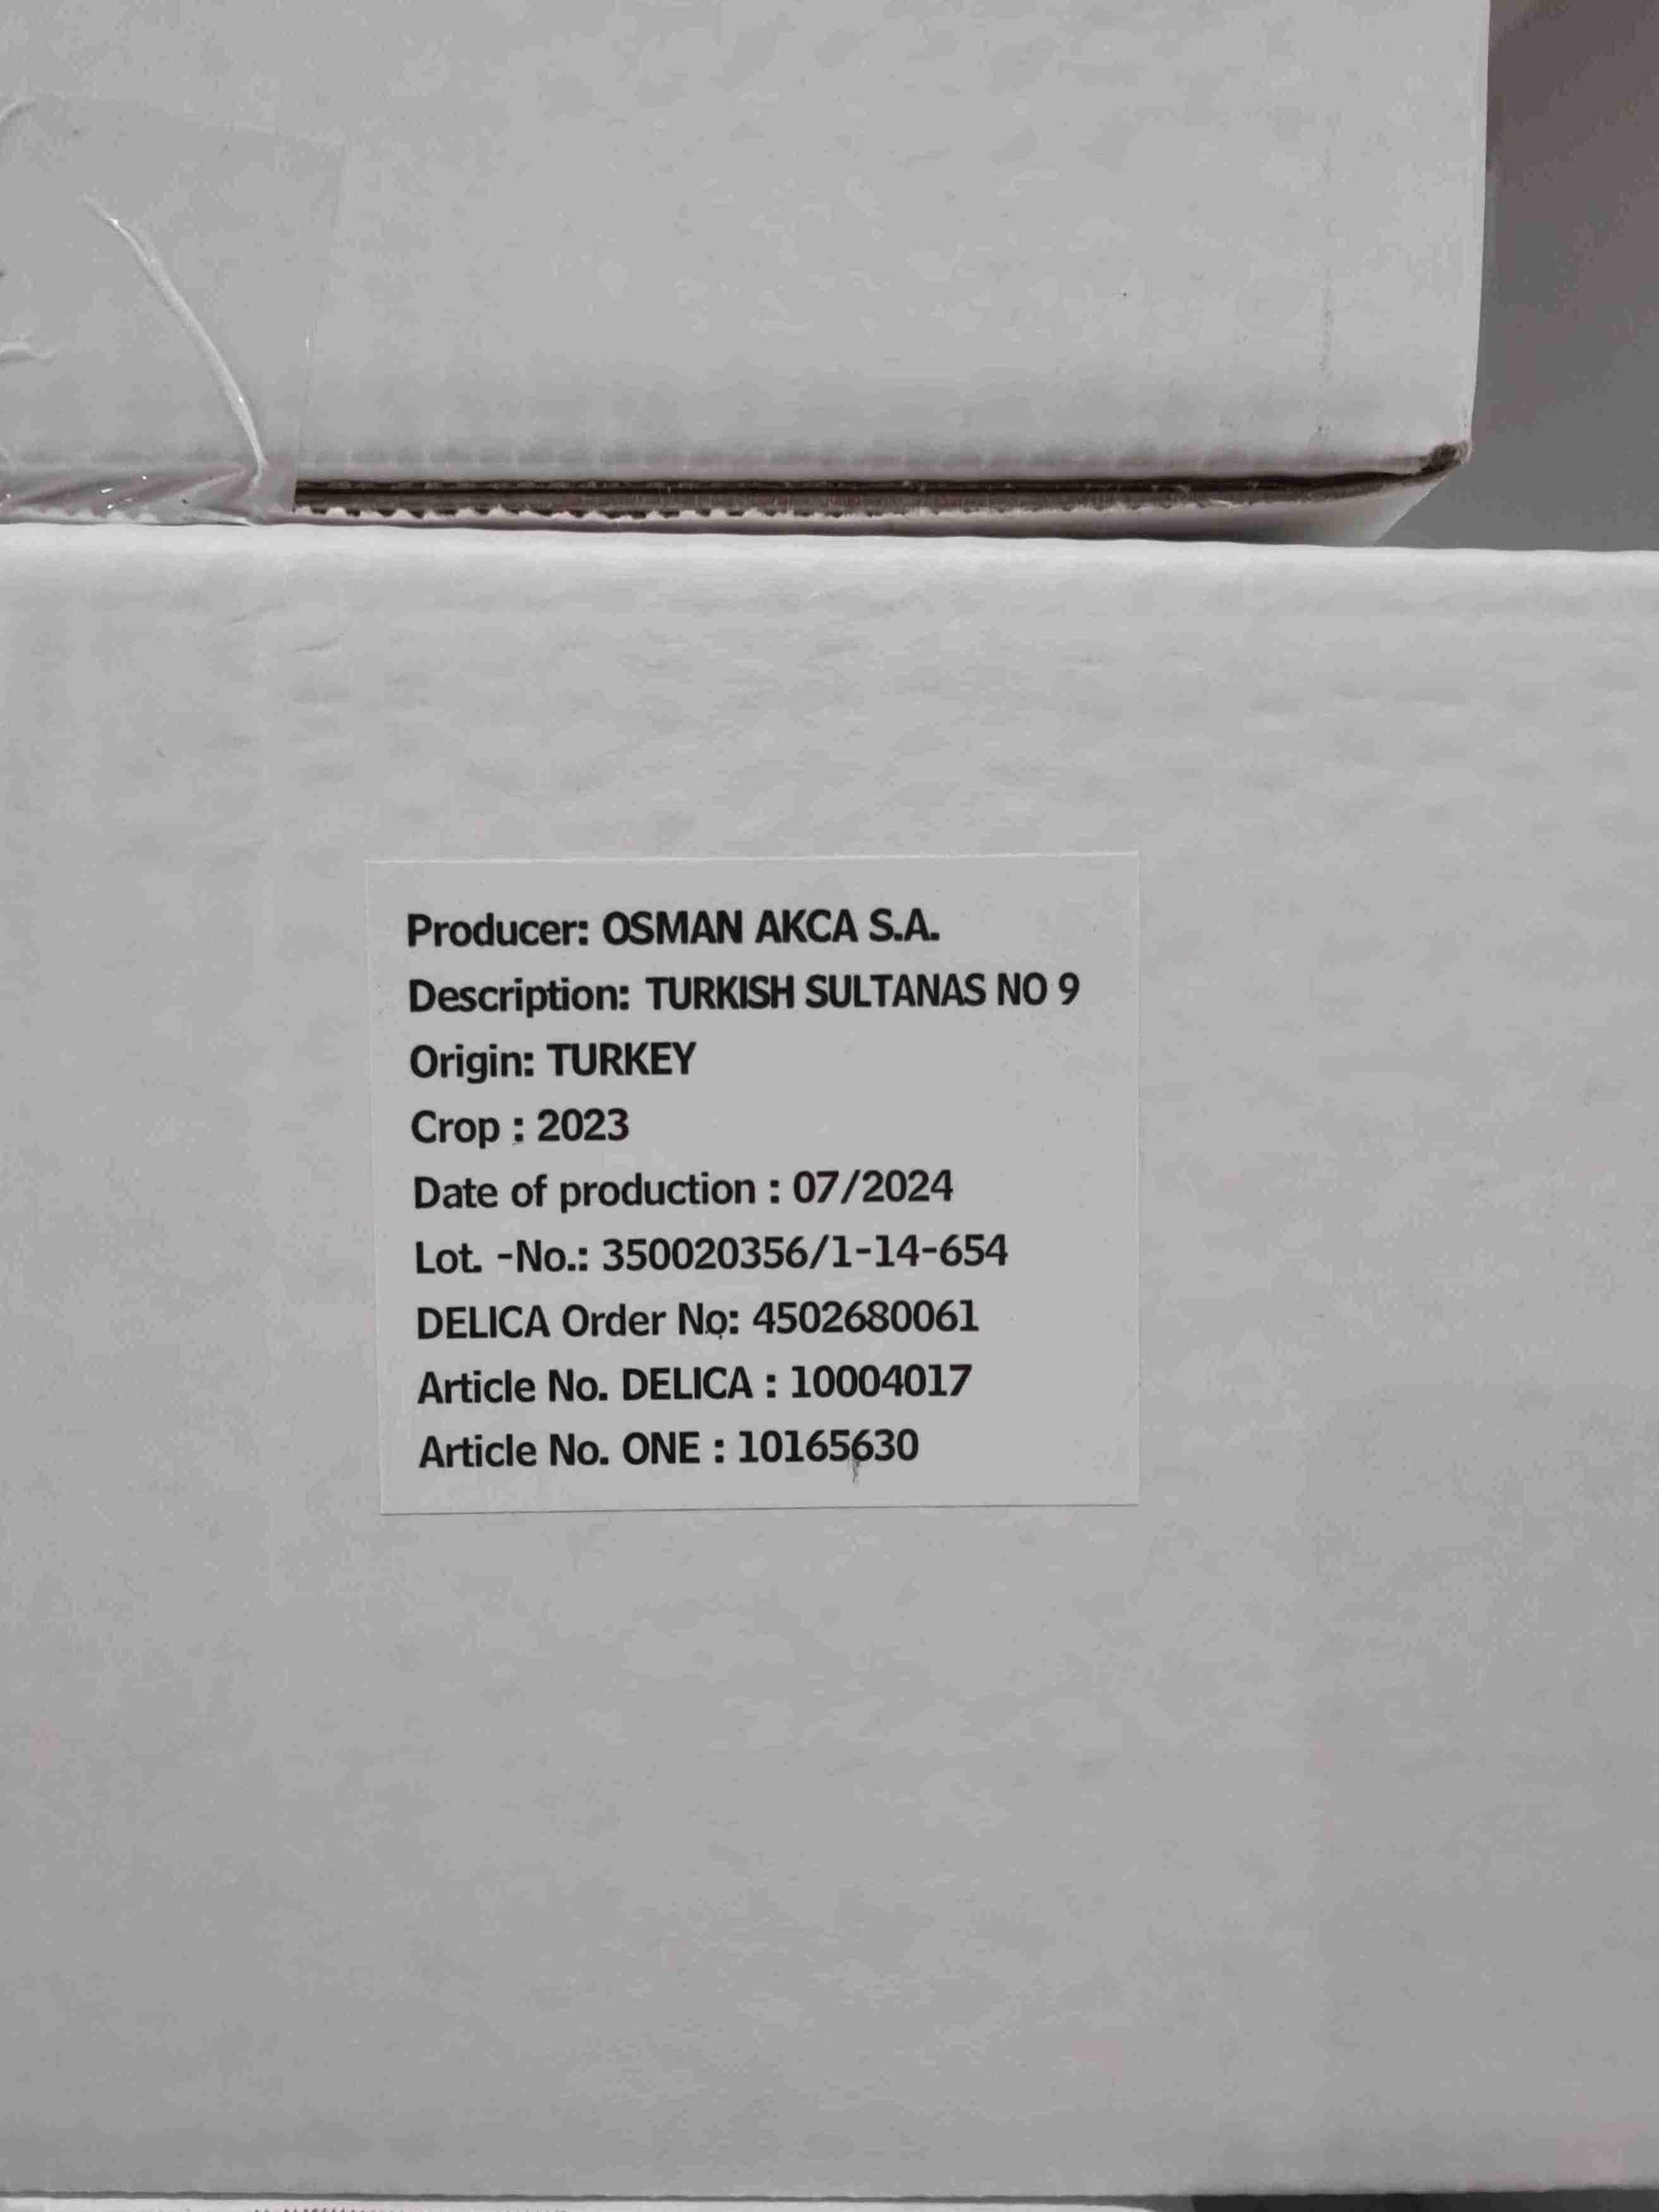 Producer: OSMAN AKCA S.A.
Description: TURKISH SULTANAS NO 9
Origin: TURKEY
Crop : 2023
Date of production : 07/2024
Lot. -No.: 350020356/1-14-654
DELICA Order No: 4502680061
Article No. DELICA : 10004017
Article No. ONE : 10165630